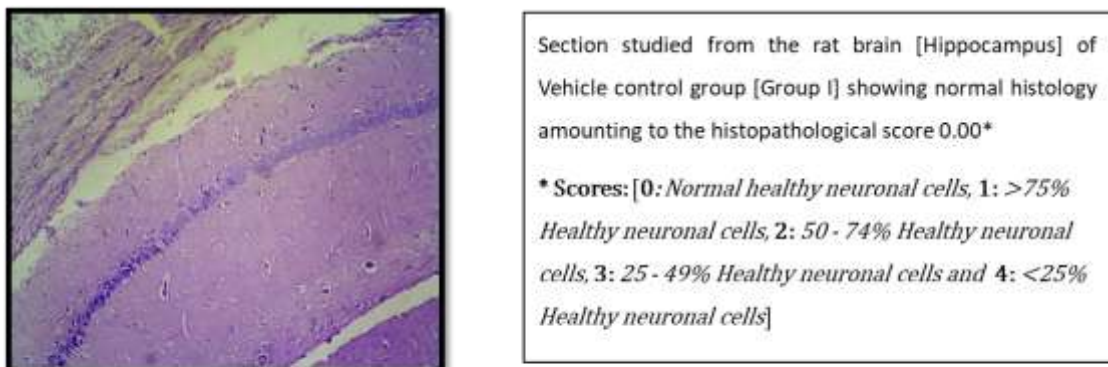 Section studied from the rat brain [Hippocampus] of
Vehicle control group [Group I] showing normal histology
amounting to the histopathological score 0.00*
* Scores: [0: Normal healthy neuronal cells, 1: >75%
Healthy neuronal cells, 2: 50 - 74% Healthy neuronal
cells, 3: 25 - 49% Healthy neuronal cells and 4: <25%
Healthy neuronal cells]